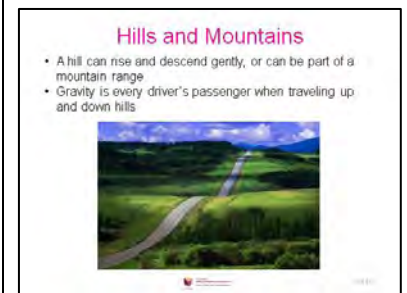 Hills and Mountains
• A hill can rise and descend gently, or can be part of a
mountain range
• Gravity is every driver's passenger when traveling up
and down hills